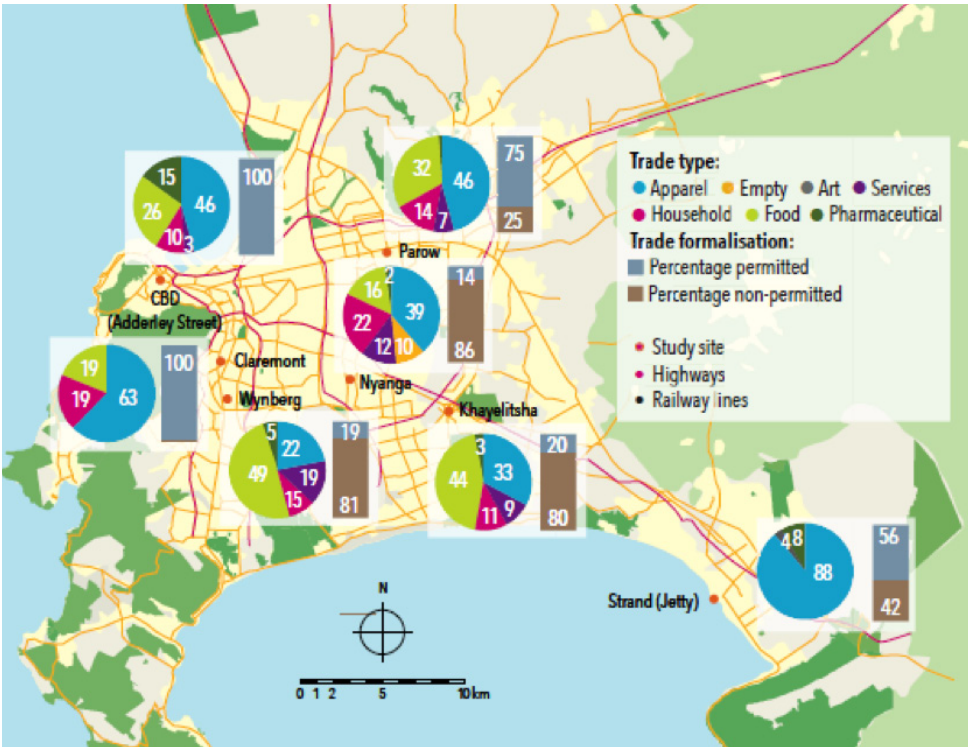 15
46
26
10
3
100
32
46
14
7
75
25
Trade type:
Apparel Empty Art Services
Household Food Pharmaceutical
Trade formalisation:
Percentage permitted
Percentage non-permitted
Study site
Highways
Railway lines
Parow
CBD
(Adderley Street)
2
16
39
22
12
10
14
86
Claremont
Wynberg
Nyanga
Khayelitsha
19
19
63
100
5
22
49
19
15
19
81
3
33
44
9
11
20
80
4
8
88
56
42
Strand (Jetty)
N
0 1 2 5 10 km